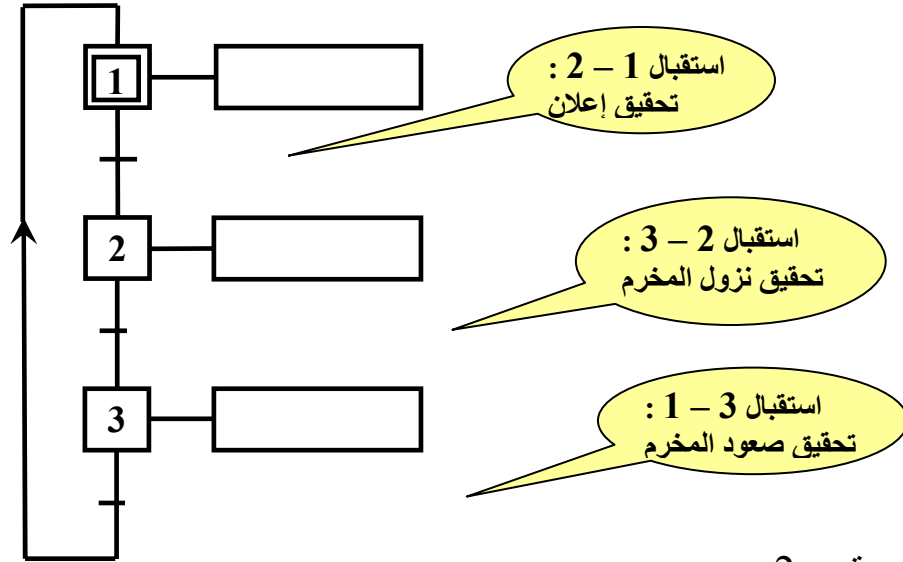 1
استقبال 1 – 2 :
تحقيق إعلان
2
استقبال 2 – 3 :
تحقيق نزول المخرم
3
استقبال 3 – 1 :
تحقيق صعود المخرم